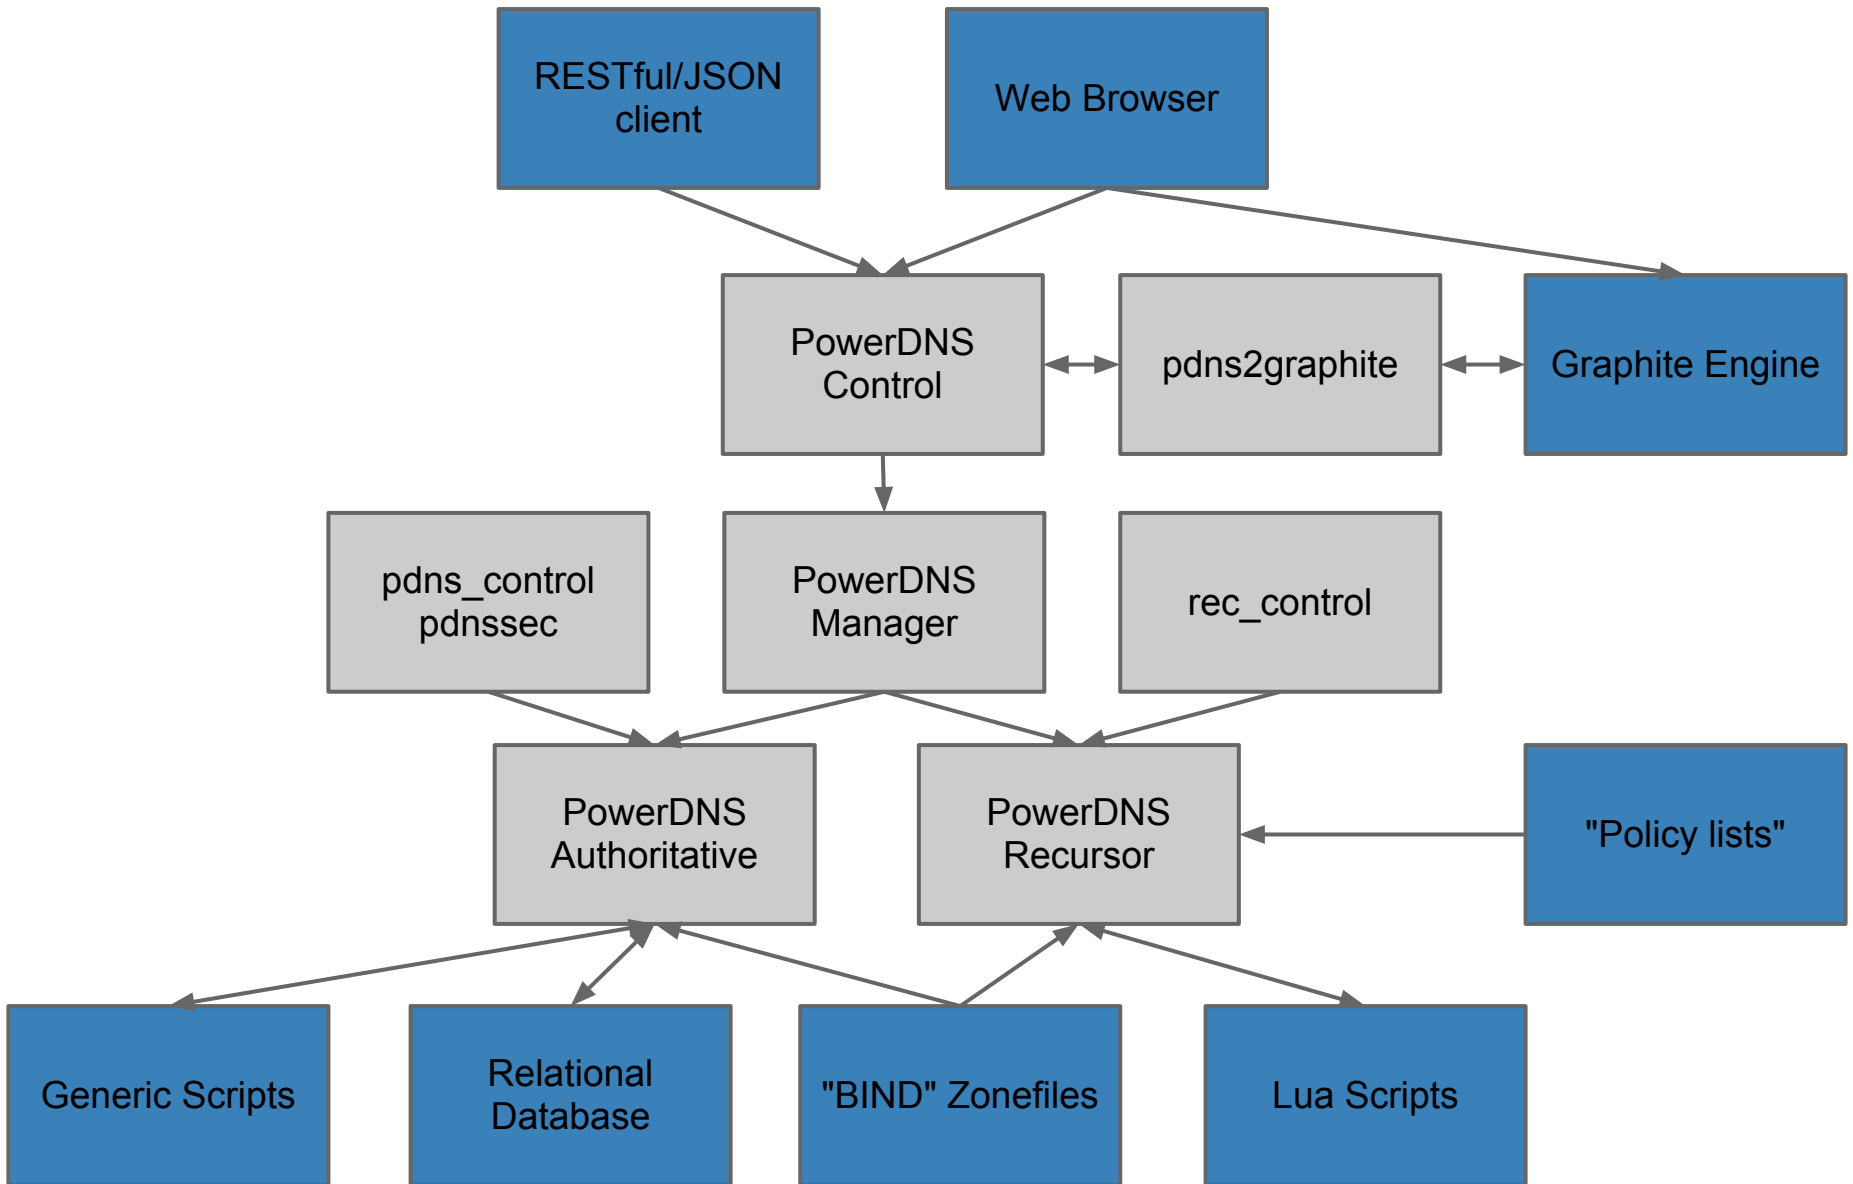 RESTful/JSON
client
Web Browser
PowerDNS
Control
pdns2graphite
Graphite Engine
pdns_control
pdnssec
PowerDNS
Manager
rec_control
PowerDNS
Authoritative
PowerDNS
Recursor
"Policy lists"
Generic Scripts
Relational
Database
"BIND" Zonefiles
Lua Scripts